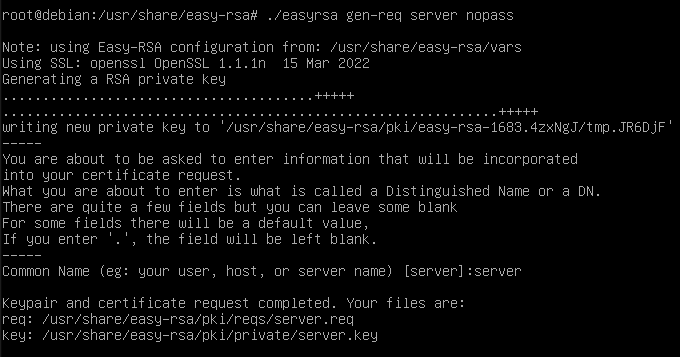 root@debian:/usr/share/easy-rsa# ./easyrsa gen-req server nopass
Note: using Easy-RSA configuration from: /usr/share/easy-rsa/vars
Using SSL: openssl OpenSSL 1.1.1n  15 Mar 2022
Generating a RSA private key
........................................+++++
................................................................+++++
writing new private key to '/usr/share/easy-rsa/pki/easy-rsa-1683.4zxNgJ/tmp.JR6DjF'
-----
You are about to be asked to enter information that will be incorporated
into your certificate request.
What you are about to enter is what is called a Distinguished Name or a DN.
There are quite a few fields but you can leave some blank
For some fields there will be a default value,
If you enter '.', the field will be left blank.
-----
Common Name (eg: your user, host, or server name) [server]:server
Keypair and certificate request completed. Your files are:
req: /usr/share/easy-rsa/pki/reqs/server.req
key: /usr/share/easy-rsa/pki/private/server.key